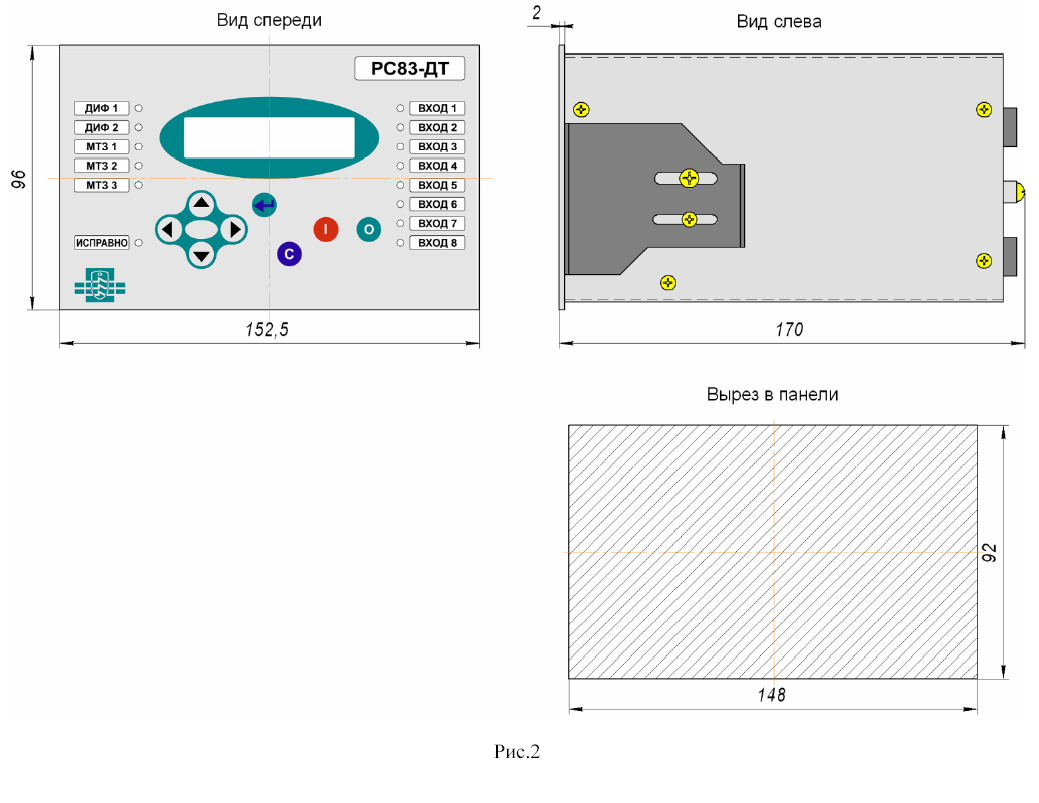 Вид спереди
96
РС83-ДТ
ДИФ 1
ДИФ 2
МТЗ 1
МТЗ 2
МТЗ 3
ИСПРАВНО
ВХОД 1
ВХОД 2
ВХОД 3
ВХОД 4
ВХОД 5
ВХОД 6
ВХОД 7
ВХОД 8
I
O
C
152,5
Вид слева
2
170
Вырез в панели
92
148
Рис.2